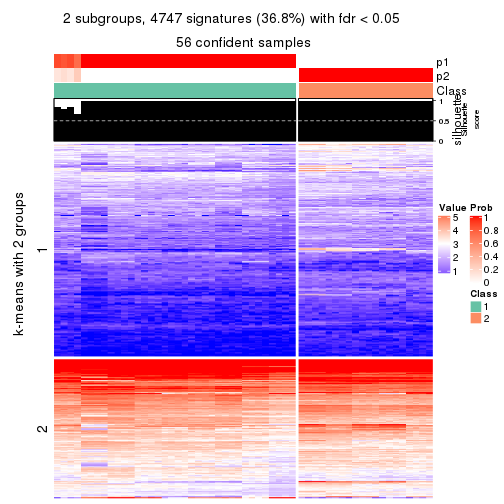 2 subgroups, 4747 signatures (36.8%) with fdr < 0.05
56 confident samples
p1
p2
Class
1
0.5
0
silhouette
Silhouette
score
k-means with 2 groups
1
2
Value
5
4
3
2
1
Prob
1
0.8
0.6
0.4
0.2
0
Class
1
2